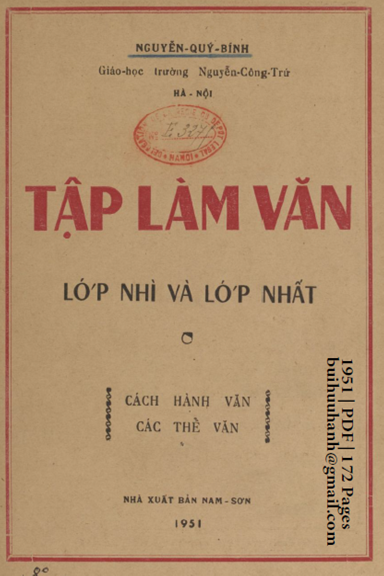 NGUYỄN-QUÝ-BÍNH
Giáo-học trường Nguyễn-Công-Trứ
HÀ - NỘI
E 327
HANOI
TẬP LÀM VĂN
LỚP NHÌ VÀ LỚP NHẤT
CÁCH HÀNH VĂN
CÁC THỂ VĂN
NHÀ XUẤT BẢN NAM - SƠN
1951
1951 | PDF | 172 Pages
buihuuhanh@gmail.com